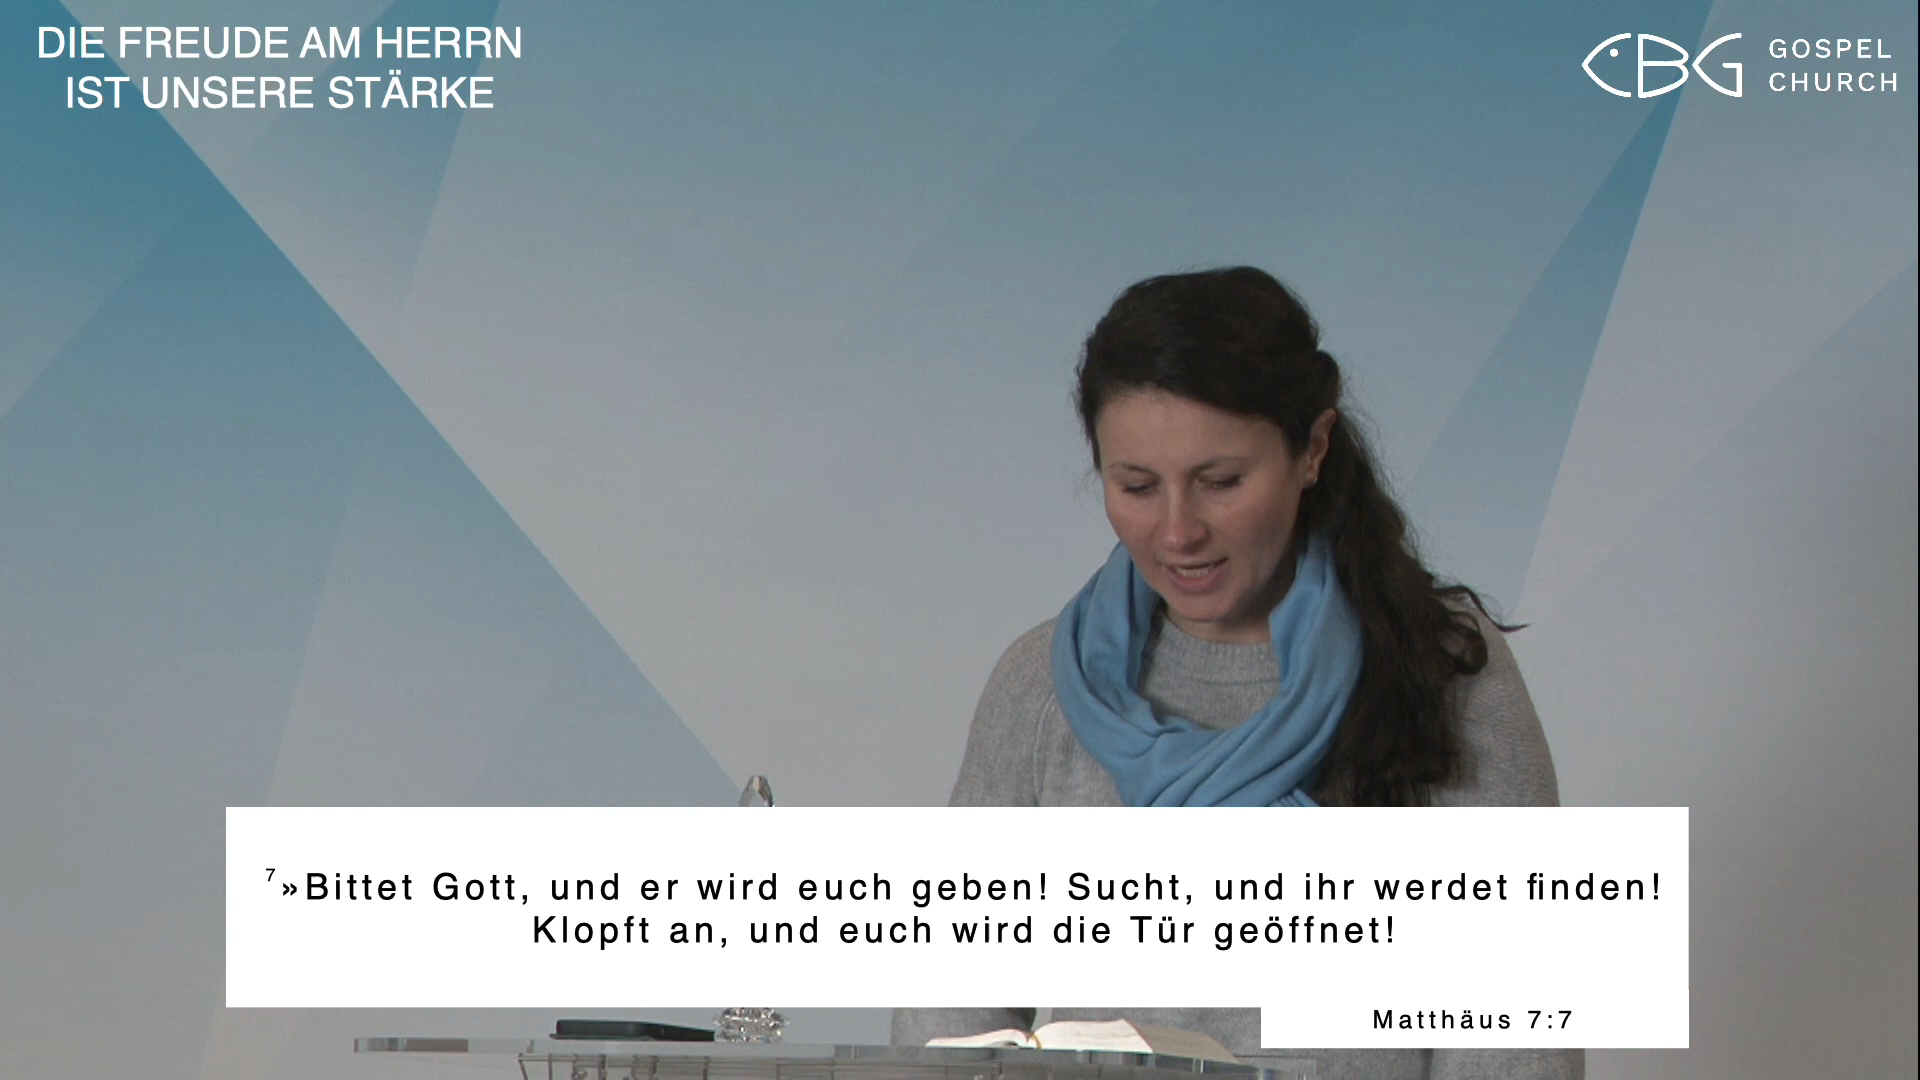 DIE FREUDE AM HERRN
IST UNSERE STÄRKE
CBG
GOSPEL
CHURCH
7»Bittet Gott, und er wird euch geben! Sucht, und ihr werdet finden!
Klopft an, und euch wird die Tür geöffnet!
Matthäus 7:7